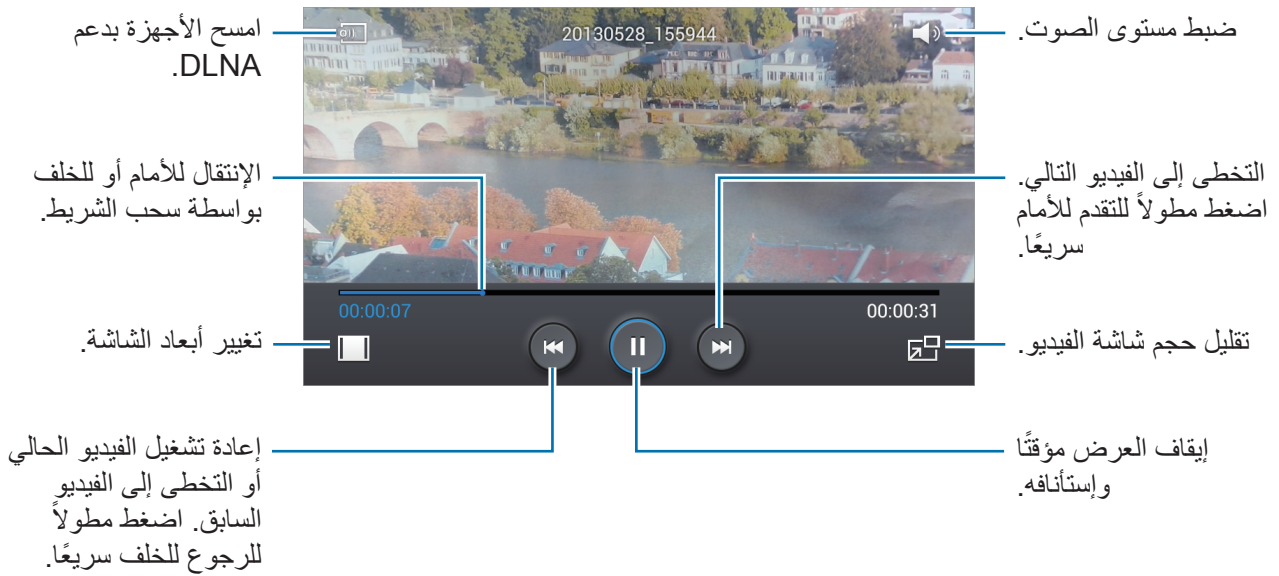 امسح الأجهزة بدعم
DLNA.
20130528_155944
ضبط مستوى الصوت.
الإنتقال للأمام أو للخلف
بواسطة سحب الشريط.
التخطى إلى الفيديو التالي.
اضغط مطولاً للتقدم للأمام
سريعًا.
00:00:07
00:00:31
تغيير أبعاد الشاشة.
تقليل حجم شاشة الفيديو.
إعادة تشغيل الفيديو الحالي
أو التخطى إلى الفيديو
السابق. اضغط مطولاً
للرجوع للخلف سريعًا.
إيقاف العرض مؤقتًا
وإستأنافه.